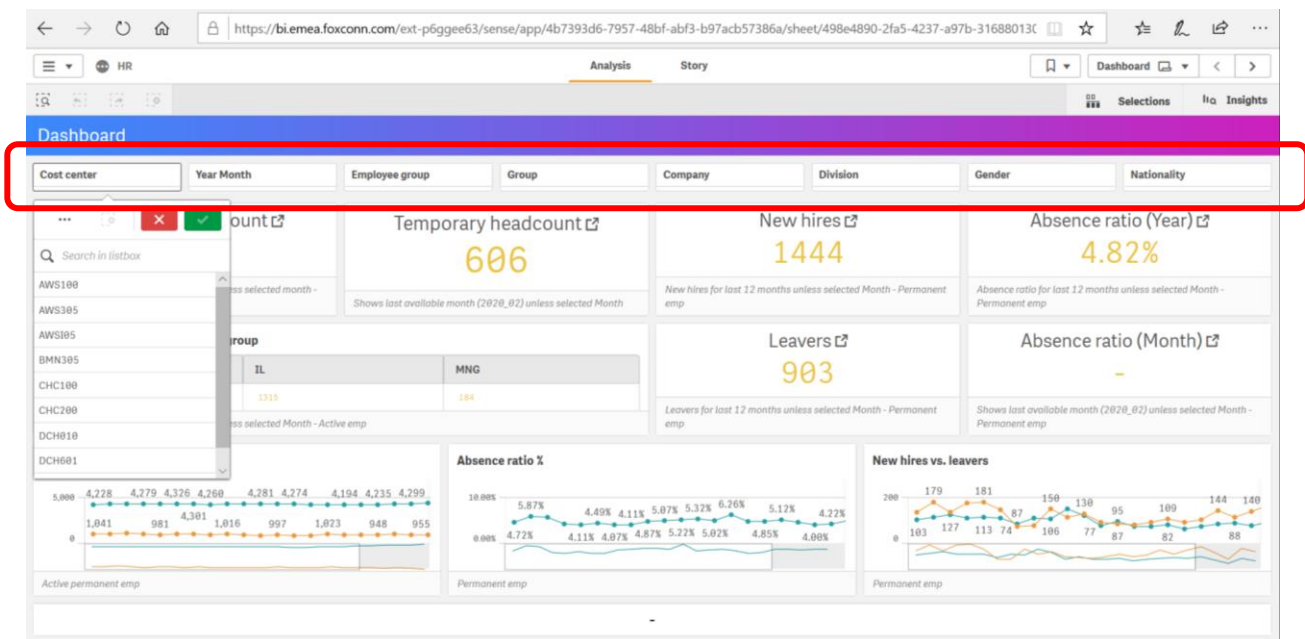 https://bi.emea.foxconn.com/ext-p6ggee63/sense/app/4b7393d6-7957-48bf-abf3-b97acb57386a/sheet/498e4890-2fa5-4237-a97b-31688013
HR Analysis Story Dashboard
Selections Insights
Dashboard
Cost center Year Month Employee group Group Company Division Gender Nationality
ount Temporary headcount New hires Absence ratio (Year)
606 1444 4.82%
Search in listbox
AWS100
AWS305
AWSI05
BMN305
CHC100
CHC200
DCH010
DCH601
ss selected month -
Shows last available month (2020_02) unless selected Month
New hires for last 12 months unless selected Month - Permanent
emp
Absence ratio for last 12 months unless selected Month -
Permanent emp
roup
IL MNG
1315 184
ss selected Month - Active emp
Leavers
903
Leavers for last 12 months unless selected Month - Permanent
emp
Absence ratio (Month)
-
Shows last available month (2020_02) unless selected Month -
Permanent emp
5,000 4,228 4,279 4,326 4,260 4,281 4,274 4,194 4,235 4,299
4,301
1,041 981 1,016 997 1,023 948 955
0
Active permanent emp
Absence ratio %
10.00% 5.87% 4.49% 4.11% 5.07% 5.32% 6.26% 5.12% 4.22%
0.00% 4.72% 4.11% 4.07% 4.87% 5.22% 5.02% 4.85% 4.00%
Permanent emp
New hires vs. leavers
200 179 181 87 150 130 95 109 144 140
0 103 127 113 74 106 77 87 82 88
Permanent emp
-